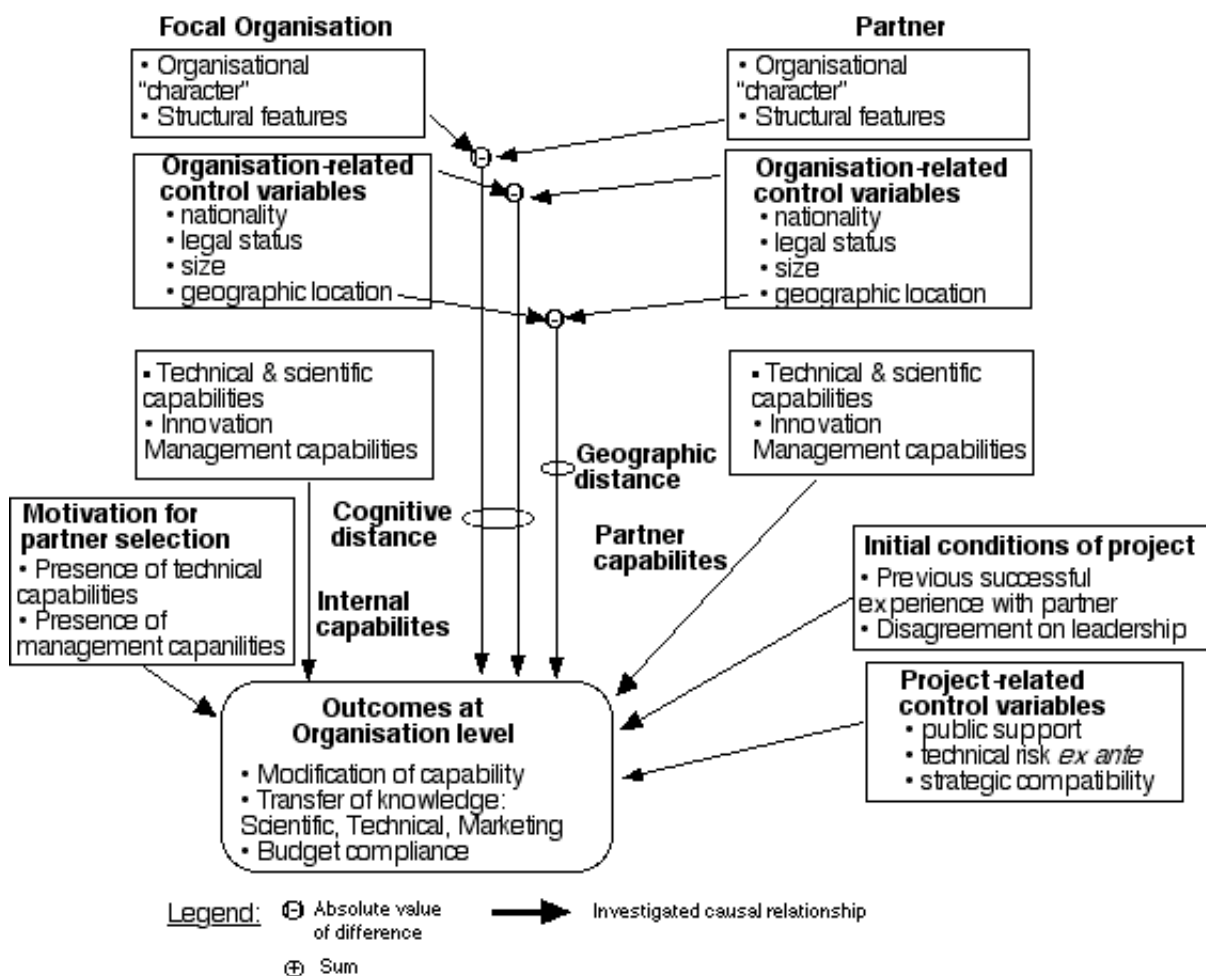 Focal Organisation
Partner
• Organisational
"character"
• Structural features
• Organisational
"character"
• Structural features
Organisation-related
control variables
• nationality
• legal status
• size
• geographic location
Organisation-related
control variables
• nationality
• legal status
• size
• geographic location
▪ Technical & scientific
capabilities
• Innovation
Management capabilities
▪ Technical & scientific
capabilities
• Innovation
Management capabilities
Geographic
distance
Cognitive
distance
Partner
capabilites
Internal
capabilites
Motivation for
partner selection
• Presence of technical
capabilities
• Presence of
management capanilities
Initial conditions of project
• Previous successful
experience with partner
• Disagreement on leadership
Project-related
control variables
• public support
• technical risk ex ante
• strategic compatibility
Outcomes at
Organisation level
• Modification of capability
• Transfer of knowledge:
Scientific, Technical, Marketing
• Budget compliance
Legend:
Absolute value
of difference
Investigated causal relationship
Sum